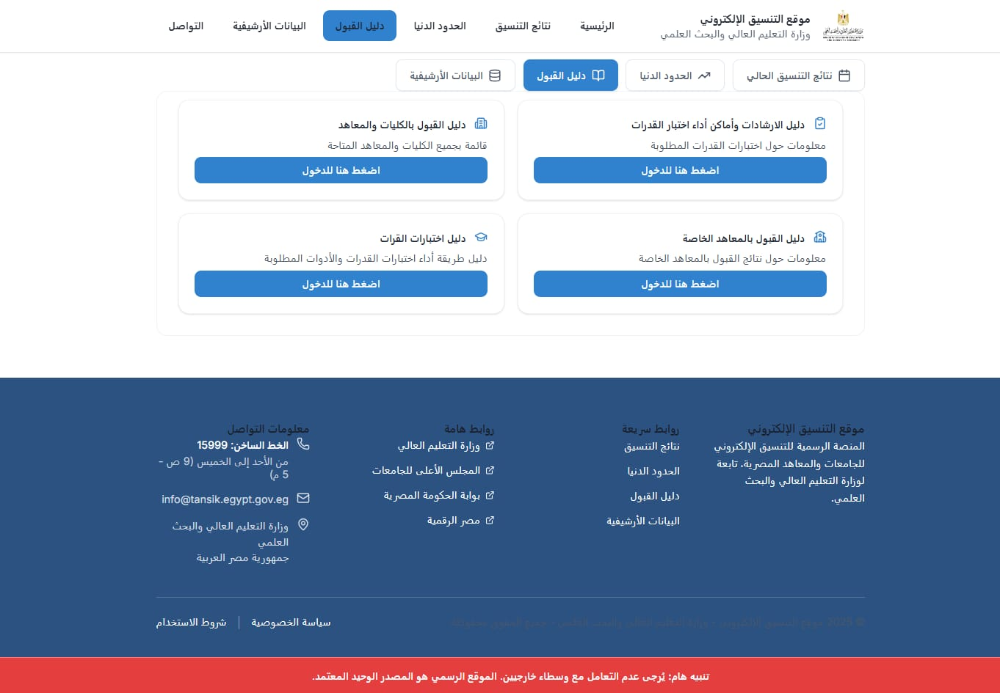 موقع التنسيق الإلكتروني
وزارة التعليم العالي والبحث العلمي
الرئيسية
نتائج التنسيق
الحدود الدنيا
دليل القبول
البيانات الأرشيفية
التواصل
نتائج التنسيق الحالي
الحدود الدنيا
دليل القبول
البيانات الأرشيفية
دليل الارشادات وأماكن أداء اختبار القدرات
معلومات حول اختبارات القدرات المطلوبة
اضغط هنا للدخول
دليل القبول بالكليات والمعاهد
قائمة بجميع الكليات والمعاهد المتاحة
اضغط هنا للدخول
دليل القبول بالمعاهد الخاصة
معلومات حول نتائج القبول بالمعاهد الخاصة
اضغط هنا للدخول
دليل اختبارات القرات
دليل طريقة أداء اختبارات القدرات والأدوات المطلوبة
اضغط هنا للدخول
موقع التنسيق الإلكتروني
المنصة الرسمية للتنسيق الإلكتروني
للجامعات والمعاهد المصرية، تابعة
لوزارة التعليم العالي والبحث
العلمي.
روابط سريعة
نتائج التنسيق
الحدود الدنيا
دليل القبول
البيانات الأرشيفية
روابط هامة
وزارة التعليم العالي
المجلس الأعلى للجامعات
بوابة الحكومة المصرية
مصر الرقمية
معلومات التواصل
الخط الساخن: 15999
من الأحد إلى الخميس (9 ص -
5 م)
info@tansik.egypt.gov.eg
وزارة التعليم العالي والبحث
العلمي
جمهورية مصر العربية
© 2025 موقع التنسيق الإلكتروني - وزارة التعليم العالي والبحث العلمي - جميع الحقوق محفوظة
سياسة الخصوصية
شروط الاستخدام
تنبيه هام: يُرجى عدم التعامل مع وسطاء خارجيين. الموقع الرسمي هو المصدر الوحيد المعتمد.